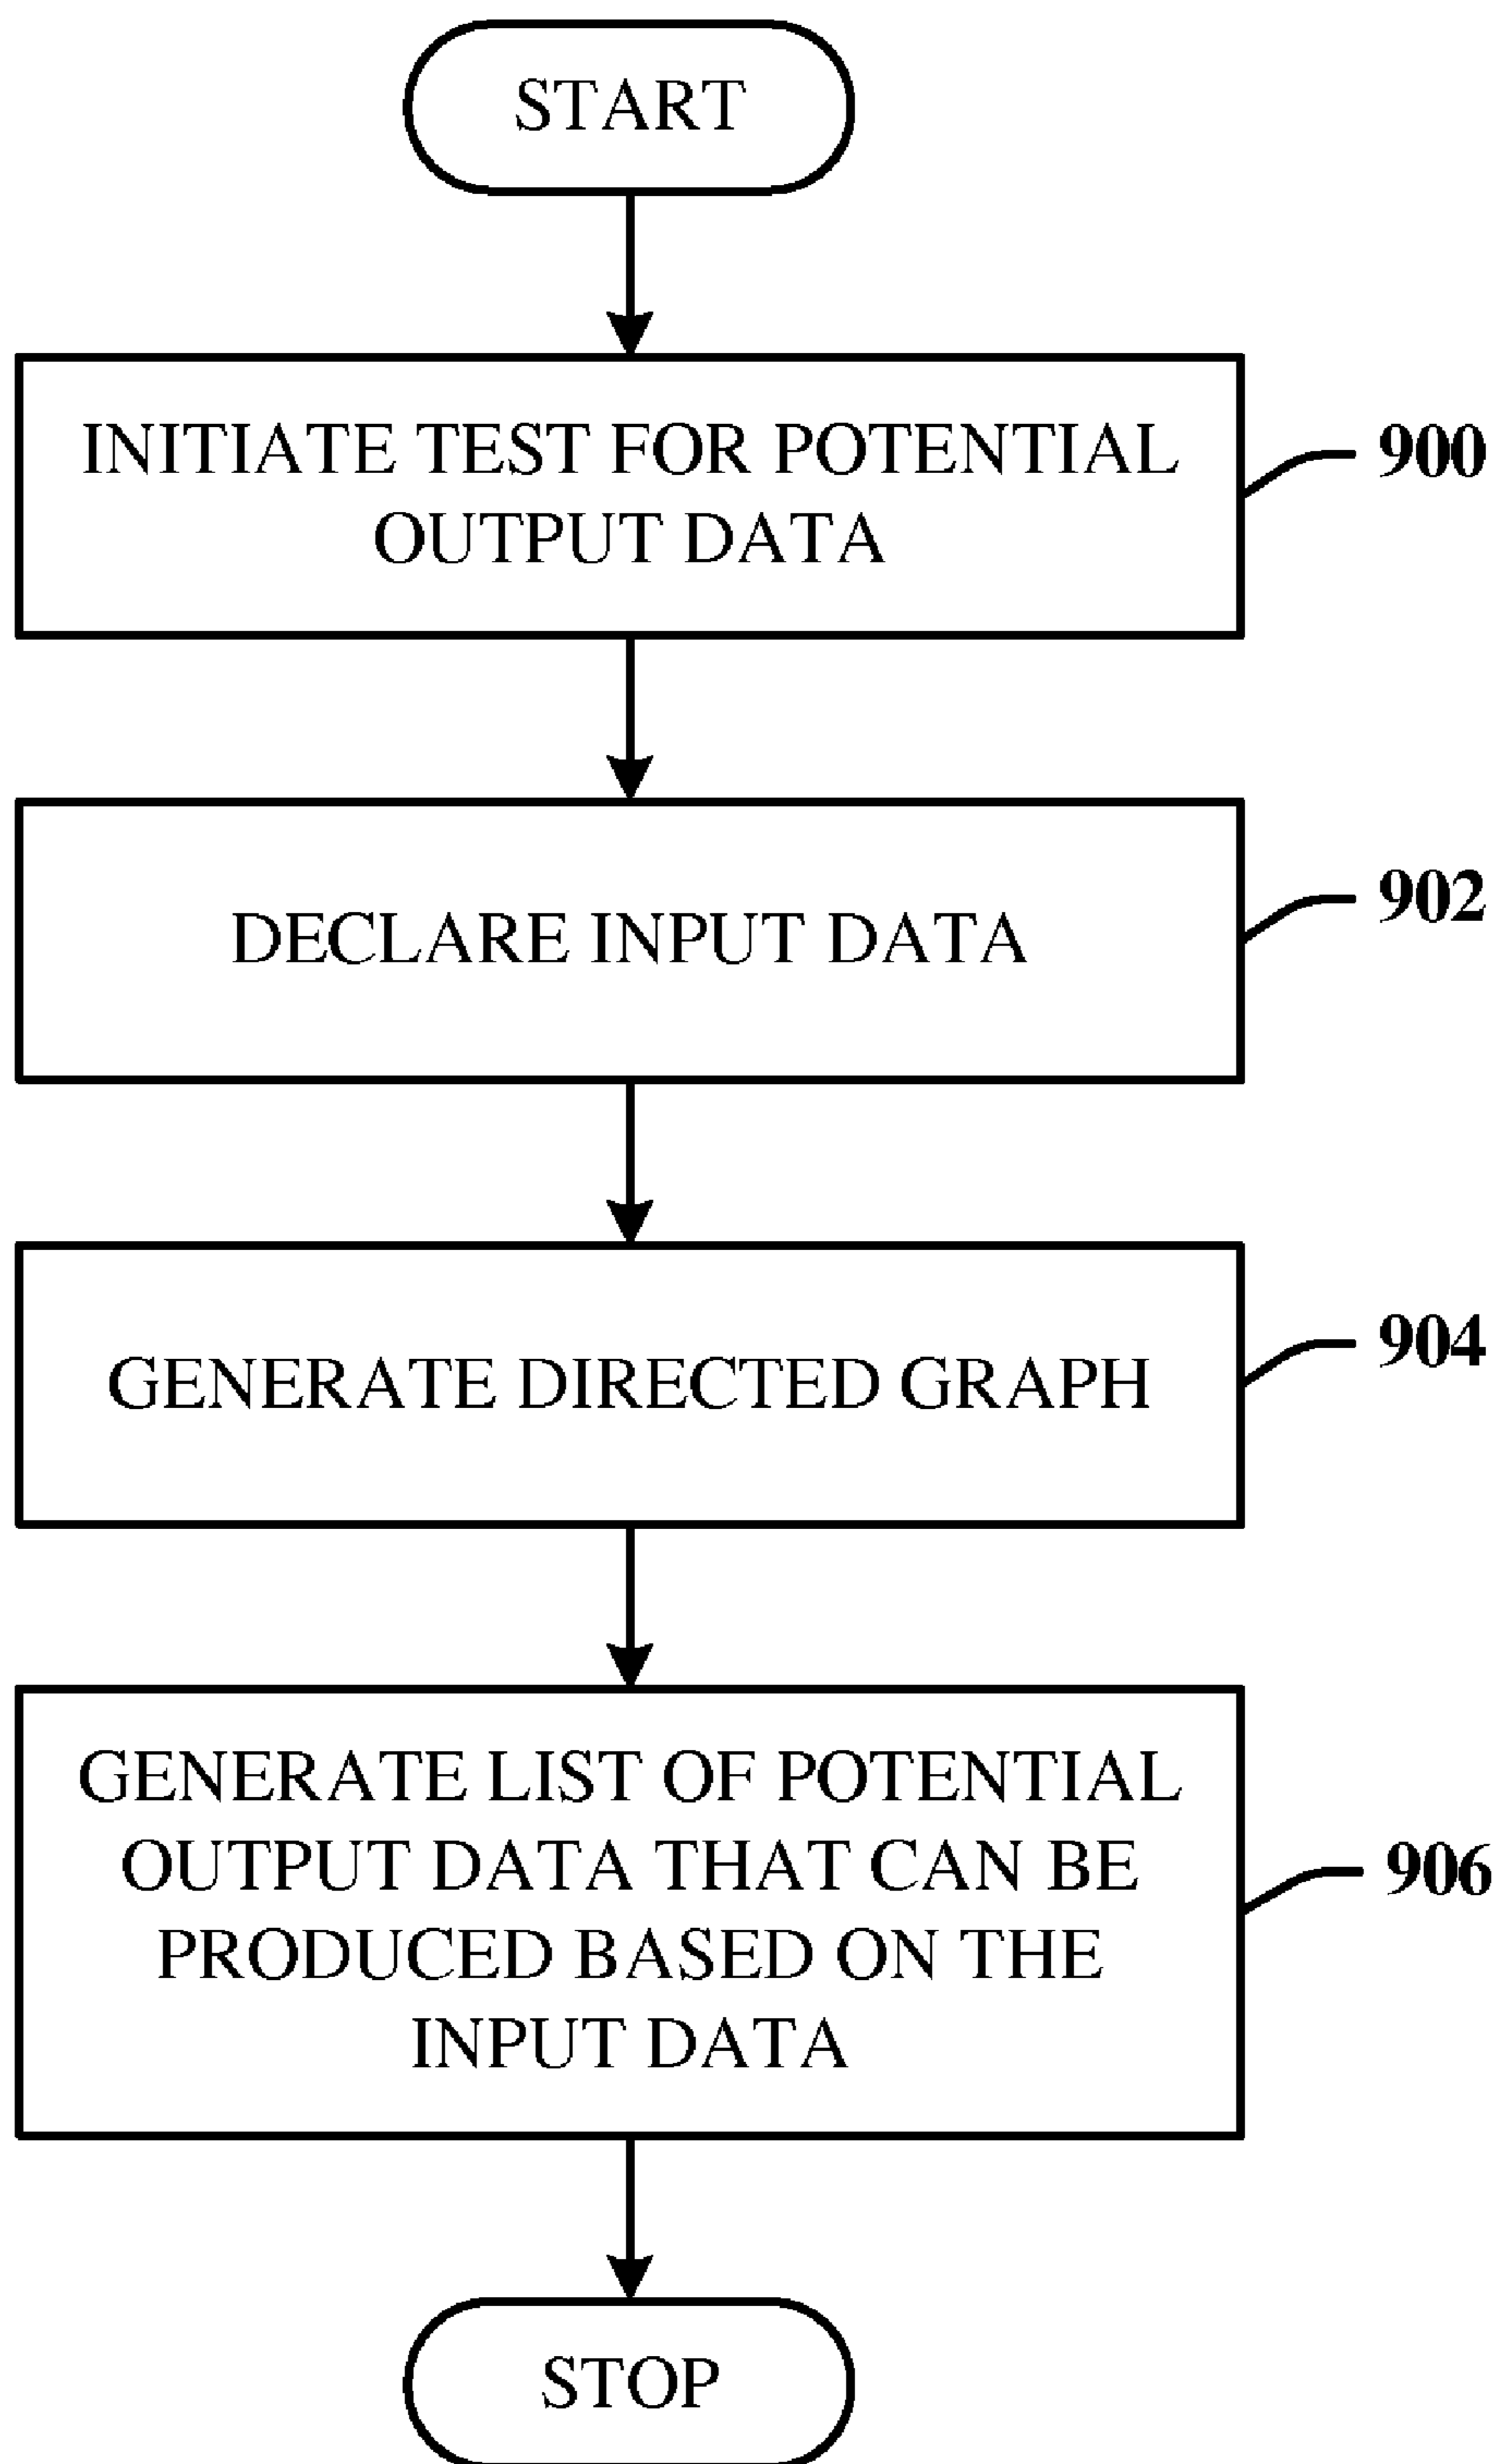 START
INITIATE TEST FOR POTENTIAL
OUTPUT DATA
900
DECLARE INPUT DATA
902
GENERATE DIRECTED GRAPH
904
GENERATE LIST OF POTENTIAL
OUTPUT DATA THAT CAN BE
PRODUCED BASED ON THE
INPUT DATA
906
STOP